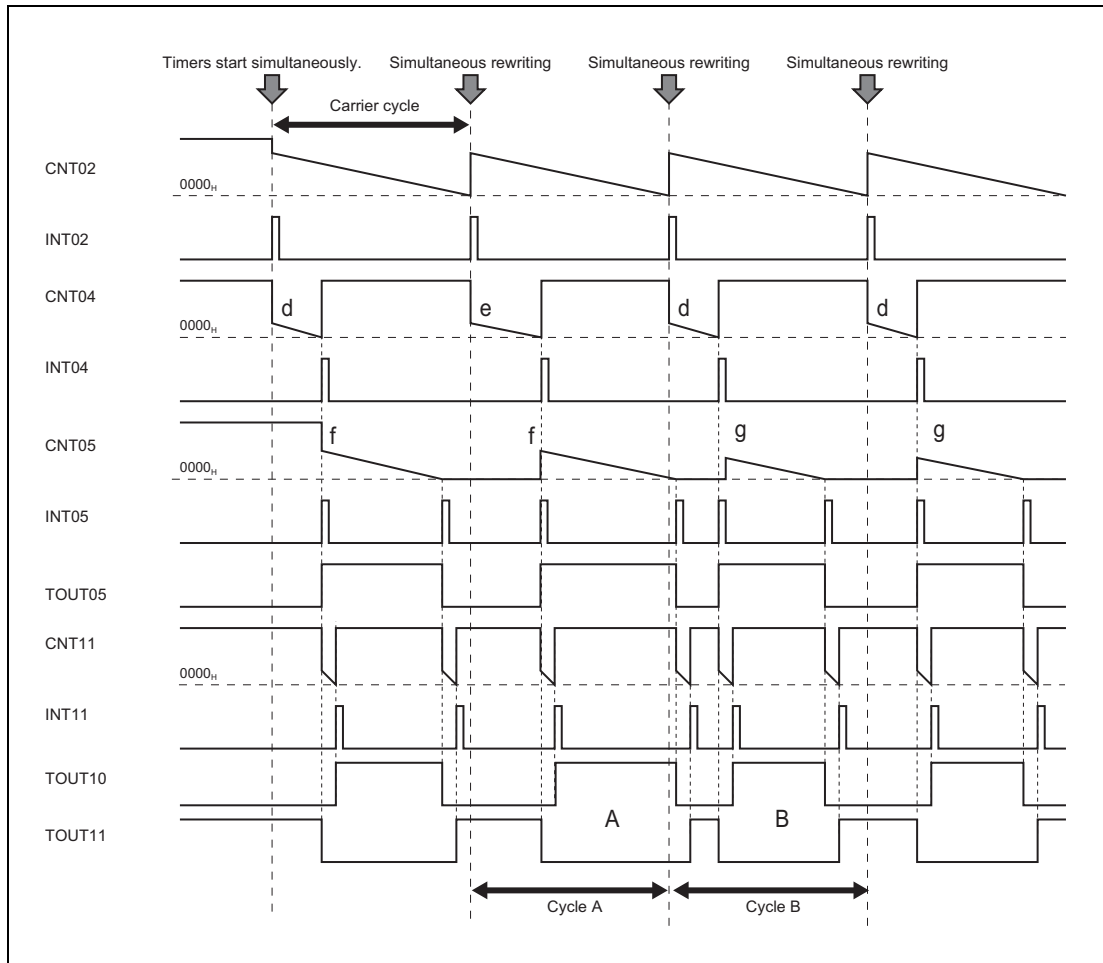 Timers start simultaneously. Simultaneous rewriting Simultaneous rewriting Simultaneous rewriting
Carrier cycle
CNT02
0000H
INT02
CNT04
d e d d
0000H
INT04
CNT05
f f g g
0000H
INT05
TOUT05
CNT11
0000H
INT11
TOUT10
A B
TOUT11
Cycle A Cycle B